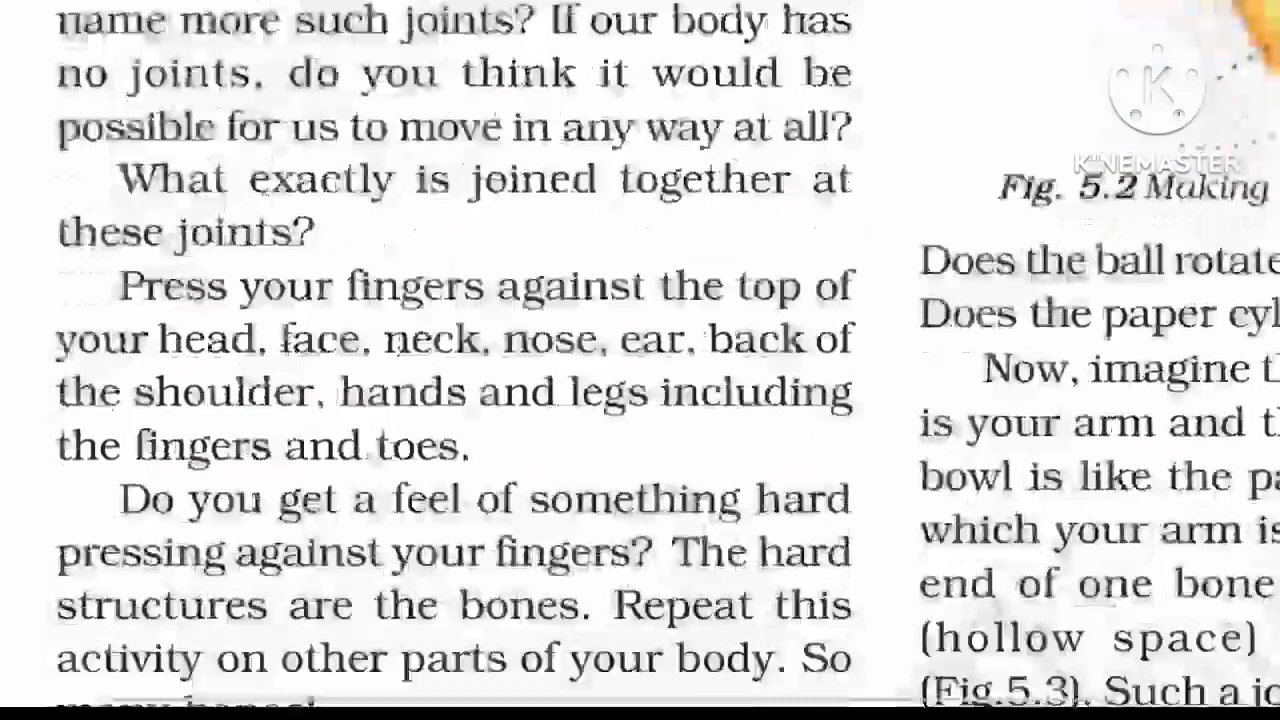 name more such joints? If our body has
no joints, do you think it would be
possible for us to move in any way at all?
What exactly is joined together at
these joints?
Press your fingers against the top of
your head, face, neck, nose, ear, back of
the shoulder, hands and legs including
the fingers and toes.
Do you get a feel of something hard
pressing against your fingers? The hard
structures are the bones. Repeat this
activity on other parts of your body. So
many bones!
K
KINEMASTER
Fig. 5.2 Making
Does the ball rotate
Does the paper cyl
Now, imagine t
is your arm and t
bowl is like the pa
which your arm is
end of one bone
(hollow space)
(Fig.5.3). Such a jo